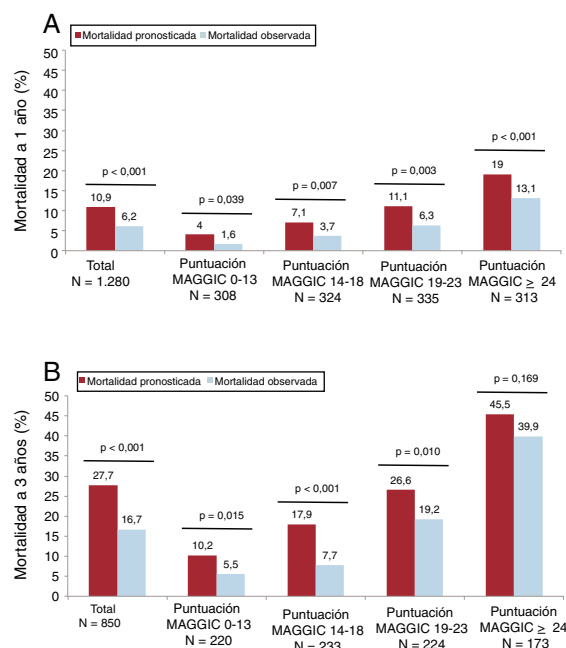 A
Mortalidad pronosticada Mortalidad observada
Mortalidad a 1 año (%)
50
45
40
35
30
25
20
15
10
5
0
p < 0,001
10,9
6,2
p = 0,039
4
1,6
p = 0,007
7,1
3,7
p = 0,003
11,1
6,3
p < 0,001
19
13,1
Total
N = 1.280
Puntuación
MAGGIC 0-13
N = 308
Puntuación
MAGGIC 14-18
N = 324
Puntuación
MAGGIC 19-23
N = 335
Puntuación
MAGGIC ≥ 24
N = 313
B
Mortalidad pronosticada Mortalidad observada
Mortalidad a 3 años (%)
50
45
40
35
30
25
20
15
10
5
0
p < 0,001
27,7
16,7
p = 0,015
10,2
5,5
p < 0,001
17,9
7,7
p = 0,010
26,6
19,2
p = 0,169
45,5
39,9
Total
N = 850
Puntuación
MAGGIC 0-13
N = 220
Puntuación
MAGGIC 14-18
N = 233
Puntuación
MAGGIC 19-23
N = 224
Puntuación
MAGGIC ≥ 24
N = 173